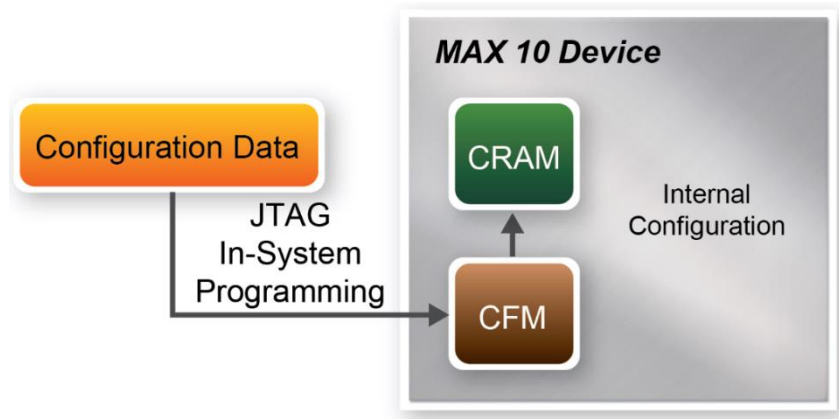 MAX 10 Device
Configuration Data
CRAM
Internal
Configuration
JTAG
In-System
Programming
CFM